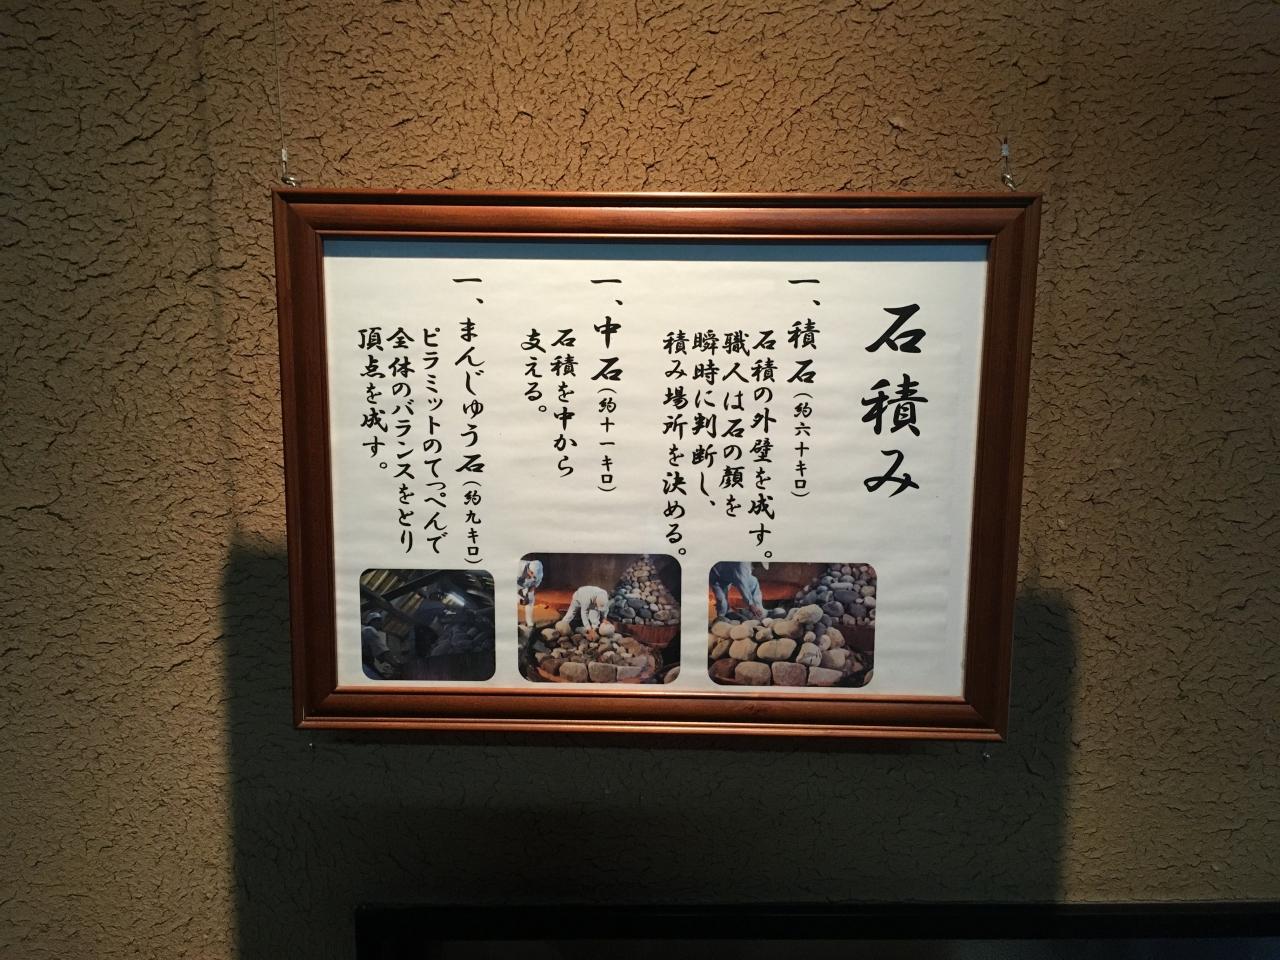 石積み
一、積石(約六十キロ)
石積の外壁を成す。
職人は石の顔を
瞬時に判断し、
積み場所を決める。
一、中石(約十一キロ)
石積を中から
支える。
一、まんじゅう石(約九キロ)
ピラミットのてっぺんで
全体のバランスをとり
頂点を成す。